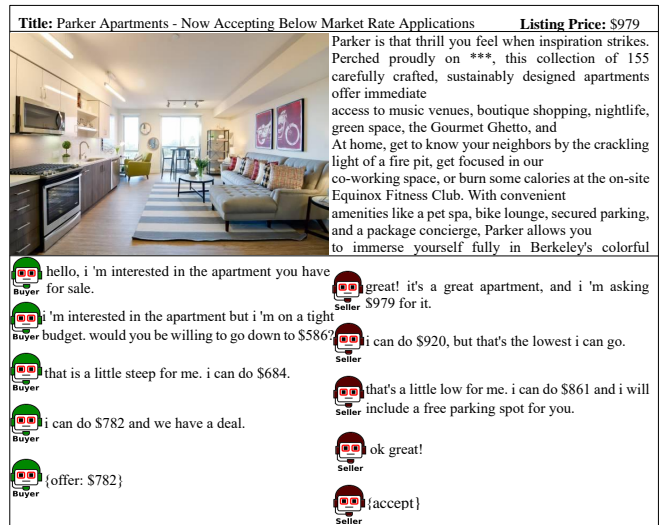 Title: Parker Apartments - Now Accepting Below Market Rate Applications Listing Price: $979
Parker is that thrill you feel when inspiration strikes.
Perched proudly on ***, this collection of 155
carefully crafted, sustainably designed apartments
offer immediate
access to music venues, boutique shopping, nightlife,
green space, the Gourmet Ghetto, and
At home, get to know your neighbors by the crackling
light of a fire pit, get focused in our
co-working space, or burn some calories at the on-site
Equinox Fitness Club. With convenient
amenities like a pet spa, bike lounge, secured parking,
and a package concierge, Parker allows you
to immerse yourself fully in Berkeley's colorful
Buyer
hello, i 'm interested in the apartment you have
for sale.
Seller
great! it's a great apartment, and i 'm asking
$979 for it.
Buyer
i 'm interested in the apartment but i 'm on a tight
budget. would you be willing to go down to $586?
Seller
i can do $920, but that's the lowest i can go.
Buyer
that is a little steep for me. i can do $684.
Seller
that's a little low for me. i can do $861 and i will
include a free parking spot for you.
Buyer
i can do $782 and we have a deal.
Seller
ok great!
Buyer
{offer: $782}
Seller
{accept}